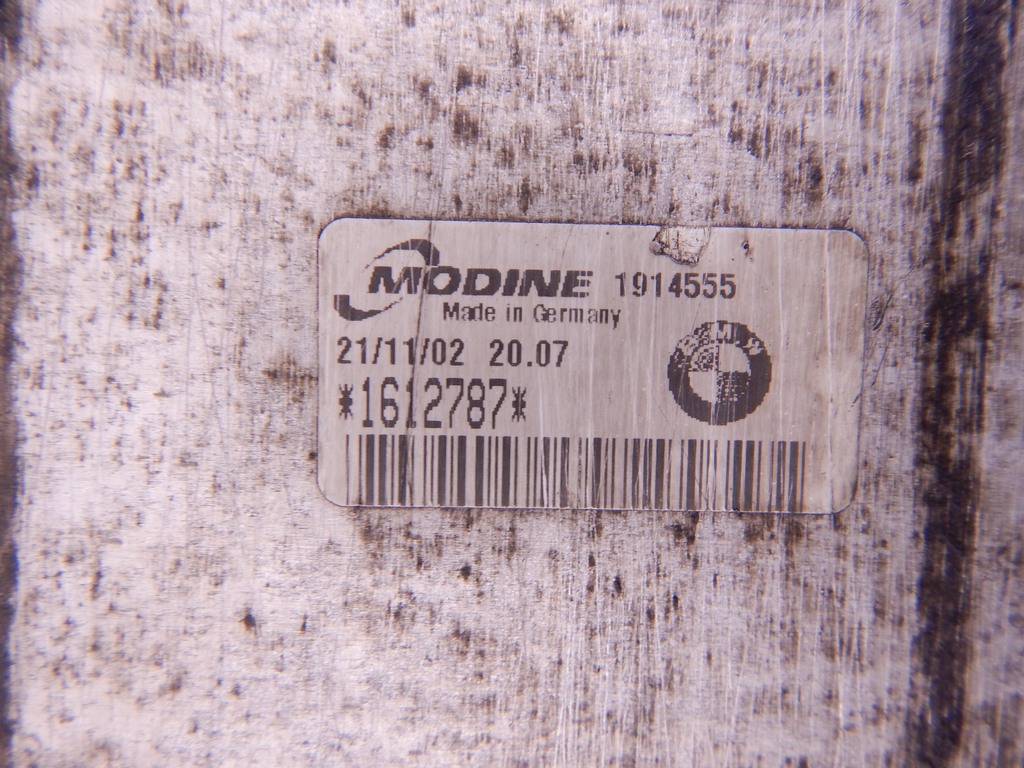 MODINE 1914555
Made in Germany
21/11/02 20.07
*1612787*